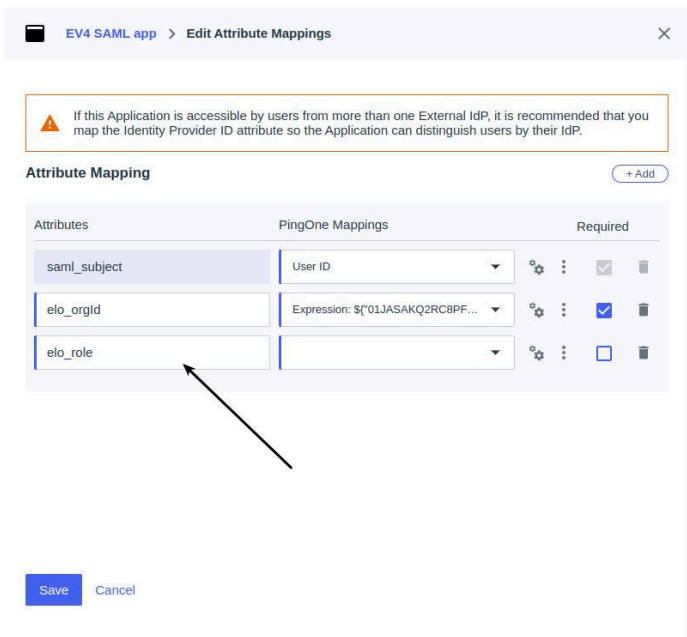 EV4 SAML app > Edit Attribute Mappings
If this Application is accessible by users from more than one External IdP, it is recommended that you
map the Identity Provider ID attribute so the Application can distinguish users by their IdP.
Attribute Mapping
+ Add
Attributes PingOne Mappings Required
saml_subject User ID
elo_orgId Expression: ${"01JASAKQ2RC8PF...
elo_role
Save Cancel